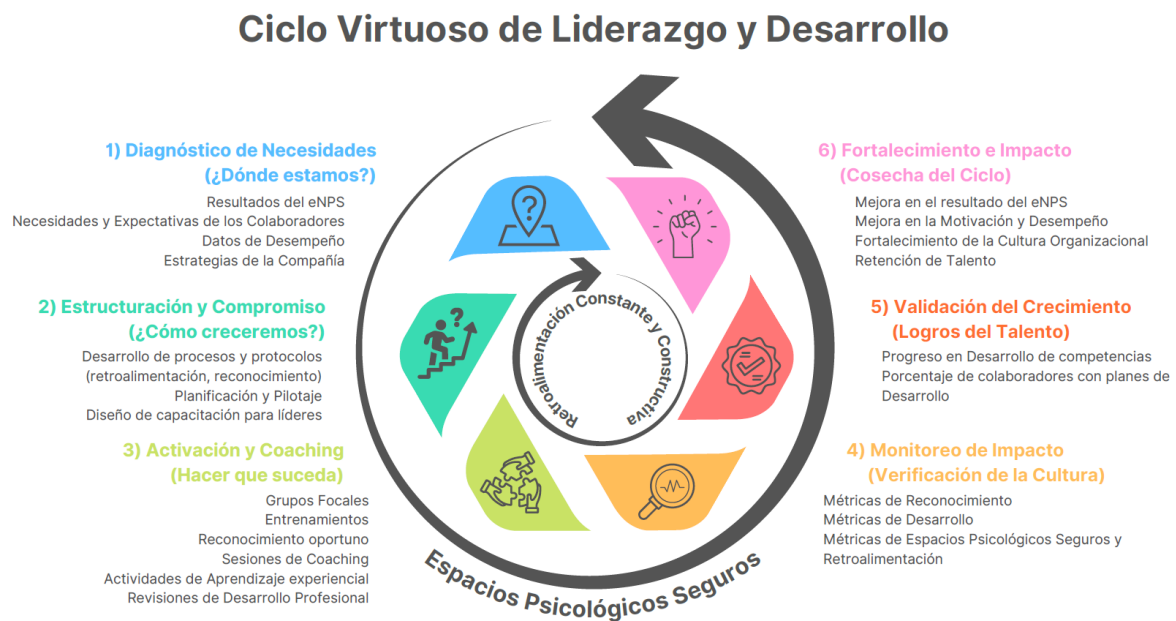 Ciclo Virtuoso de Liderazgo y Desarrollo
1) Diagnóstico de Necesidades
(¿Dónde estamos?)
Resultados del eNPS
Necesidades y Expectativas de los Colaboradores
Datos de Desempeño
Estrategias de la Compañía
2) Estructuración y Compromiso
(¿Cómo creceremos?)
Desarrollo de procesos y protocolos
(retroalimentación, reconocimiento)
Planificación y Pilotaje
Diseño de capacitación para líderes
3) Activación y Coaching
(Hacer que suceda)
Grupos Focales
Entrenamientos
Reconocimiento oportuno
Sesiones de Coaching
Actividades de Aprendizaje experiencial
Revisiones de Desarrollo Profesional
?
?
Retroalimentación Constante y Constructiva
Espacios Psicológicos Seguros
6) Fortalecimiento e Impacto
(Cosecha del Ciclo)
Mejora en el resultado del eNPS
Mejora en la Motivación y Desempeño
Fortalecimiento de la Cultura Organizacional
Retención de Talento
5) Validación del Crecimiento
(Logros del Talento)
Progreso en Desarrollo de competencias
Porcentaje de colaboradores con planes de
Desarrollo
4) Monitoreo de Impacto
(Verificación de la Cultura)
Métricas de Reconocimiento
Métricas de Desarrollo
Métricas de Espacios Psicológicos Seguros y
Retroalimentación